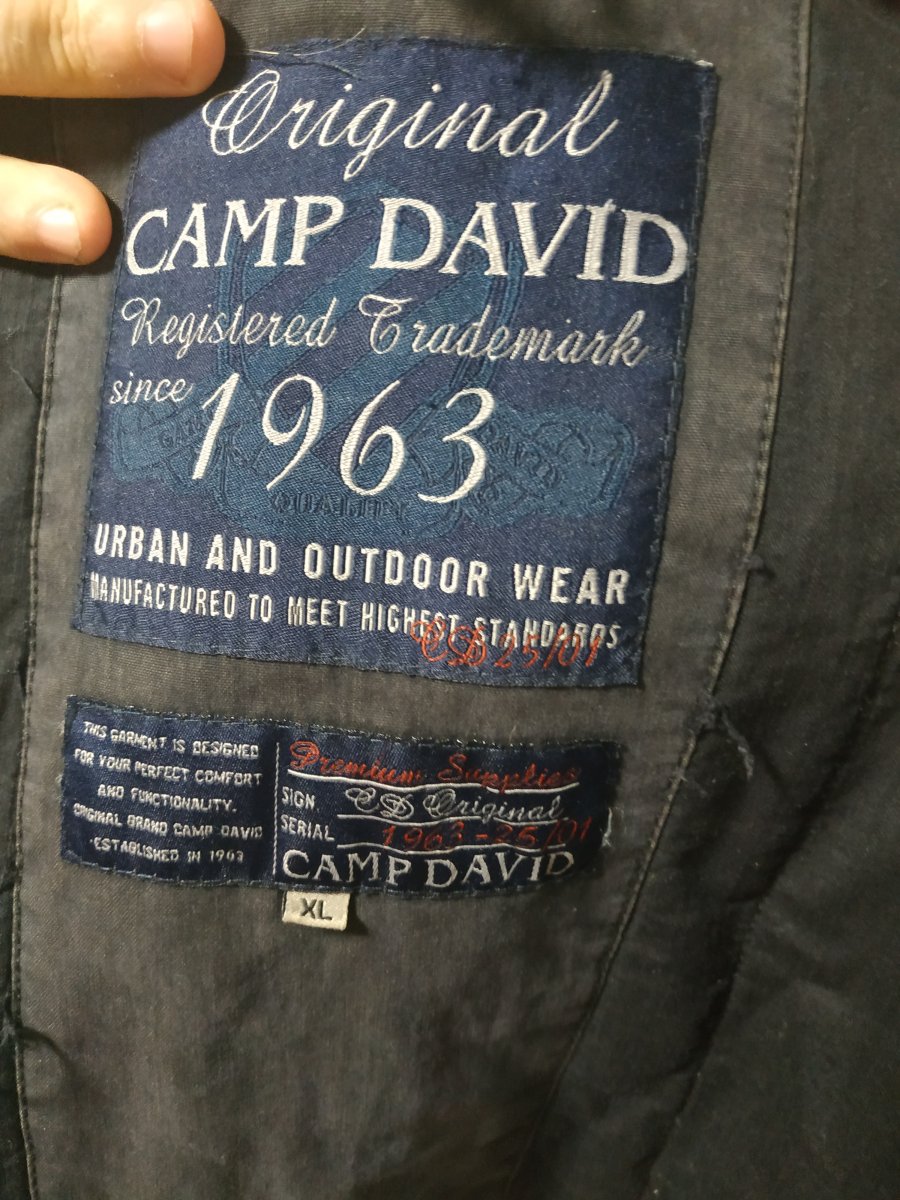 Original
CAMP DAVID
Registered Trademark
since 1963
QUALITY
URBAN AND OUTDOOR WEAR
MANUFACTURED TO MEET HIGHEST STANDARDS
CD 25/01
THIS GARMENT IS DESIGNED
FOR YOUR PERFECT COMFORT
AND FUNCTIONALITY.
ORIGINAL BRAND CAMP DAVID
ESTABLISHED IN 1963
Premium Supplies
SIGN CD Original
SERIAL 1963-25/01
CAMP DAVID
XL